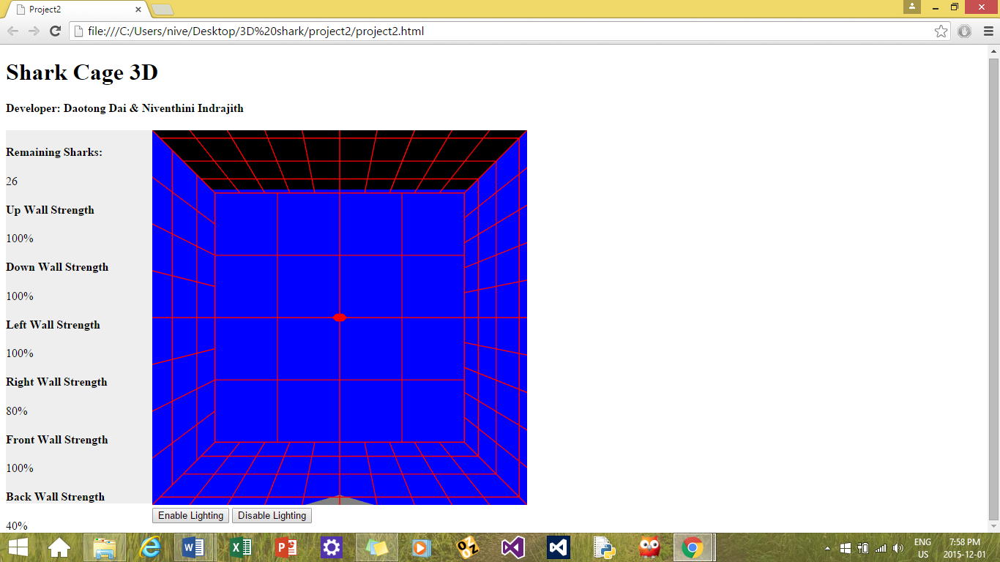 Project2
file:///C:/Users/nive/Desktop/3D%20shark/project2/project2.html
Shark Cage 3D
Developer: Daotong Dai & Niventhini Indrajith
Remaining Sharks:
26
Up Wall Strength
100%
Down Wall Strength
100%
Left Wall Strength
100%
Right Wall Strength
80%
Front Wall Strength
100%
Back Wall Strength
40%
Enable Lighting Disable Lighting
ENG 7:58 PM
US 2015-12-01